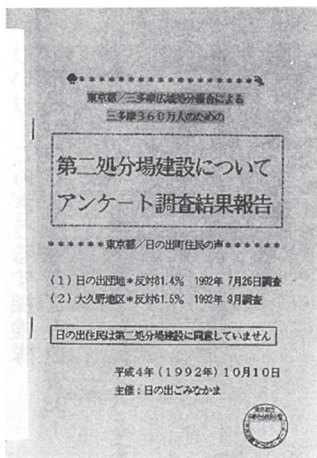 東京都/三多摩広域処分組合による
三多摩360万人のための
第二処分場建設について
アンケート調査結果報告
******東京都/日の出町住民の声******
(1)日の出団地*反対81.4% 1992年 7月26日調査
(2)大久野地区*反対61.5% 1992年 9月調査
日の出住民は第二処分場建設に同意していません
平成4年(1992年)10月10日
主催:日の出ごみなかま